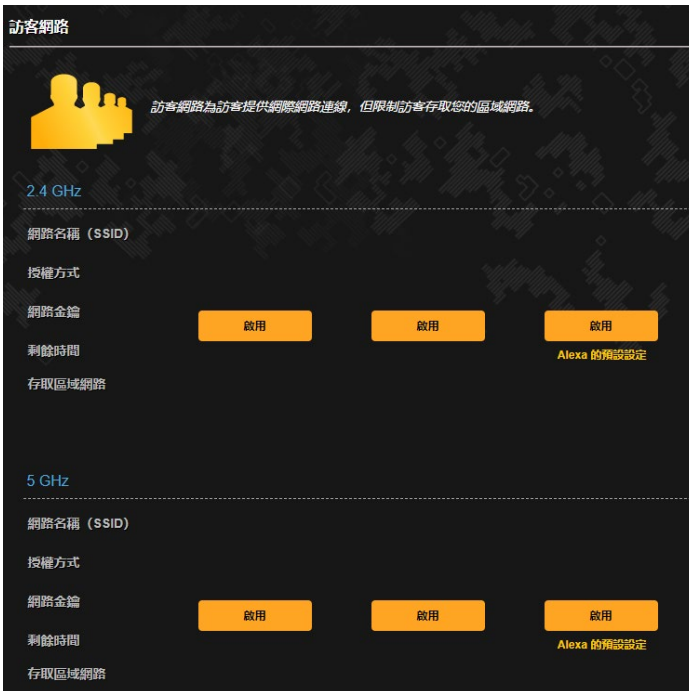 訪客網路
訪客網路為訪客提供網際網路連線，但限制訪客存取您的區域網路。
2.4 GHz
網路名稱（SSID）
授權方式
網路金鑰
啟用 啟用 啟用
剩餘時間
Alexa 的預設設定
存取區域網路
5 GHz
網路名稱（SSID）
授權方式
網路金鑰
啟用 啟用 啟用
剩餘時間
Alexa 的預設設定
存取區域網路